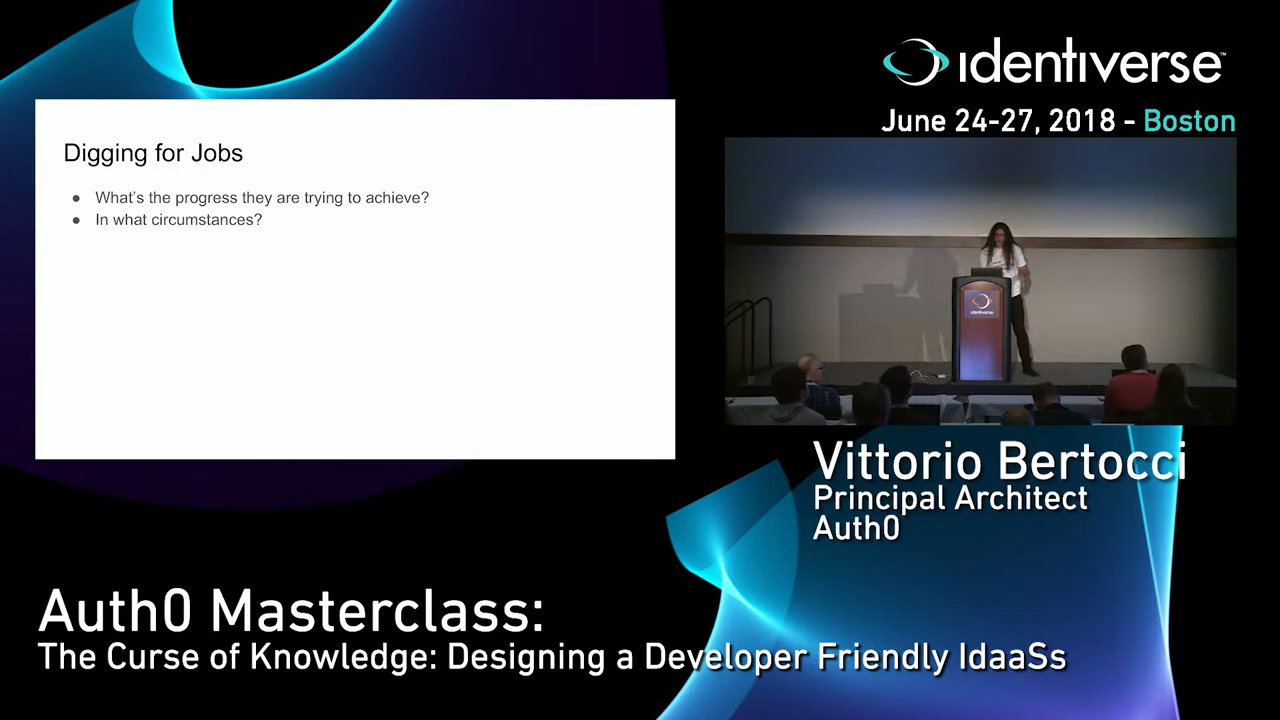 identiverse™
June 24-27, 2018 - Boston
Digging for Jobs
● What's the progress they are trying to achieve?
● In what circumstances?
identiverse
Vittorio Bertocci
Principal Architect
Auth0
Auth0 Masterclass:
The Curse of Knowledge: Designing a Developer Friendly IdaaSs